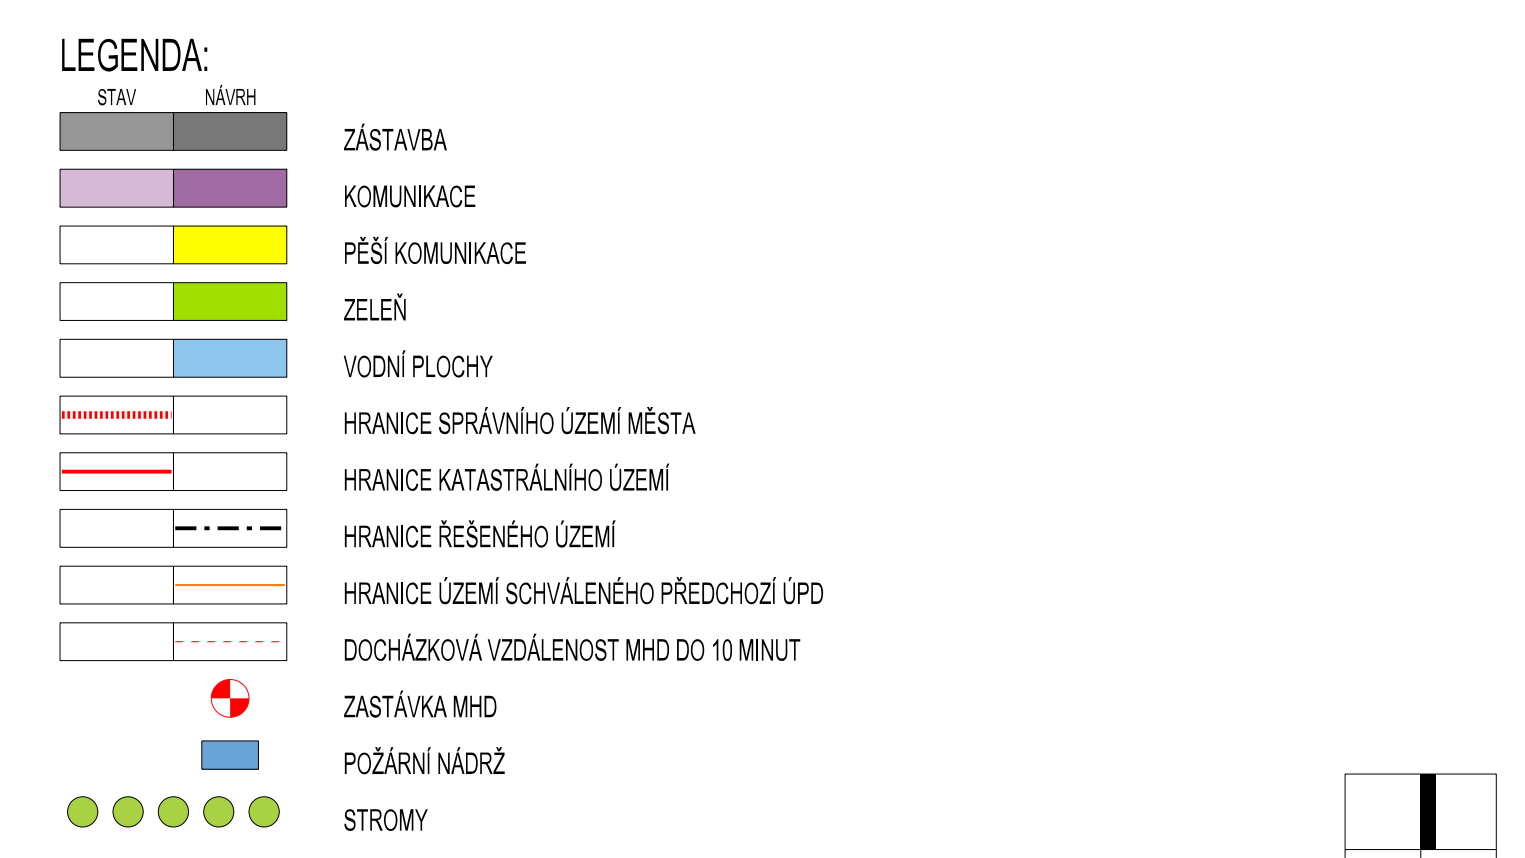 LEGENDA:
STAV NÁVRH
ZÁSTAVBA
KOMUNIKACE
PĚŠÍ KOMUNIKACE
ZELEŇ
VODNÍ PLOCHY
HRANICE SPRÁVNÍHO ÚZEMÍ MĚSTA
HRANICE KATASTRÁLNÍHO ÚZEMÍ
HRANICE ŘEŠENÉHO ÚZEMÍ
HRANICE ÚZEMÍ SCHVÁLENÉHO PŘEDCHOZÍ ÚPD
DOCHÁZKOVÁ VZDÁLENOST MHD DO 10 MINUT
ZASTÁVKA MHD
POŽÁRNÍ NÁDRŽ
STROMY